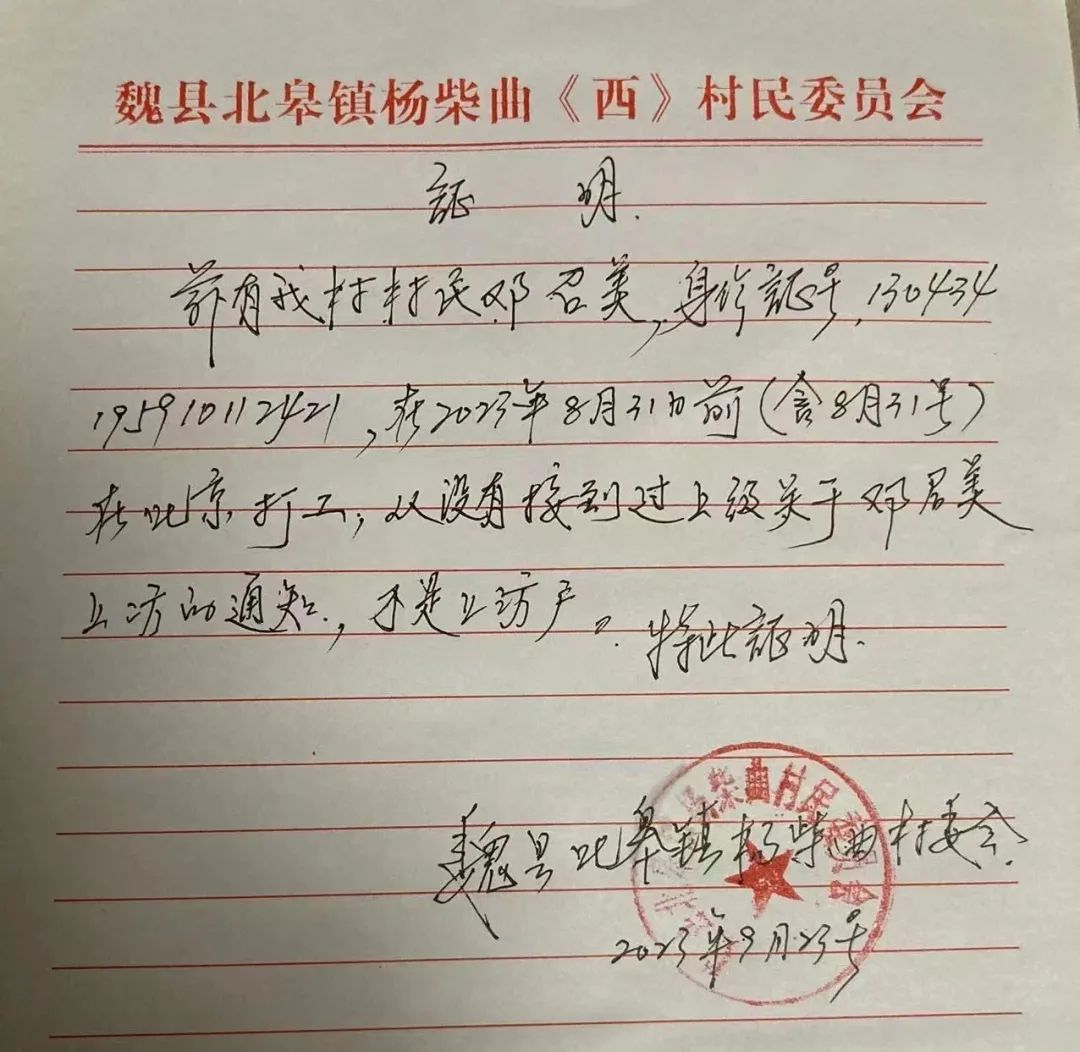 魏县北皋镇杨柴曲《西》村民委员会
証 明.
兹有我村村民邓召美,身份証号,130434
195910112421,在2023年8月31日前(含8月31号)
在北京打工,从没有接到过上级关于邓召美
上访的通知.,不是上访户。特此証明.
柴曲村民委员会
魏县北皋镇杨柴曲村委会.
2023年9月23号